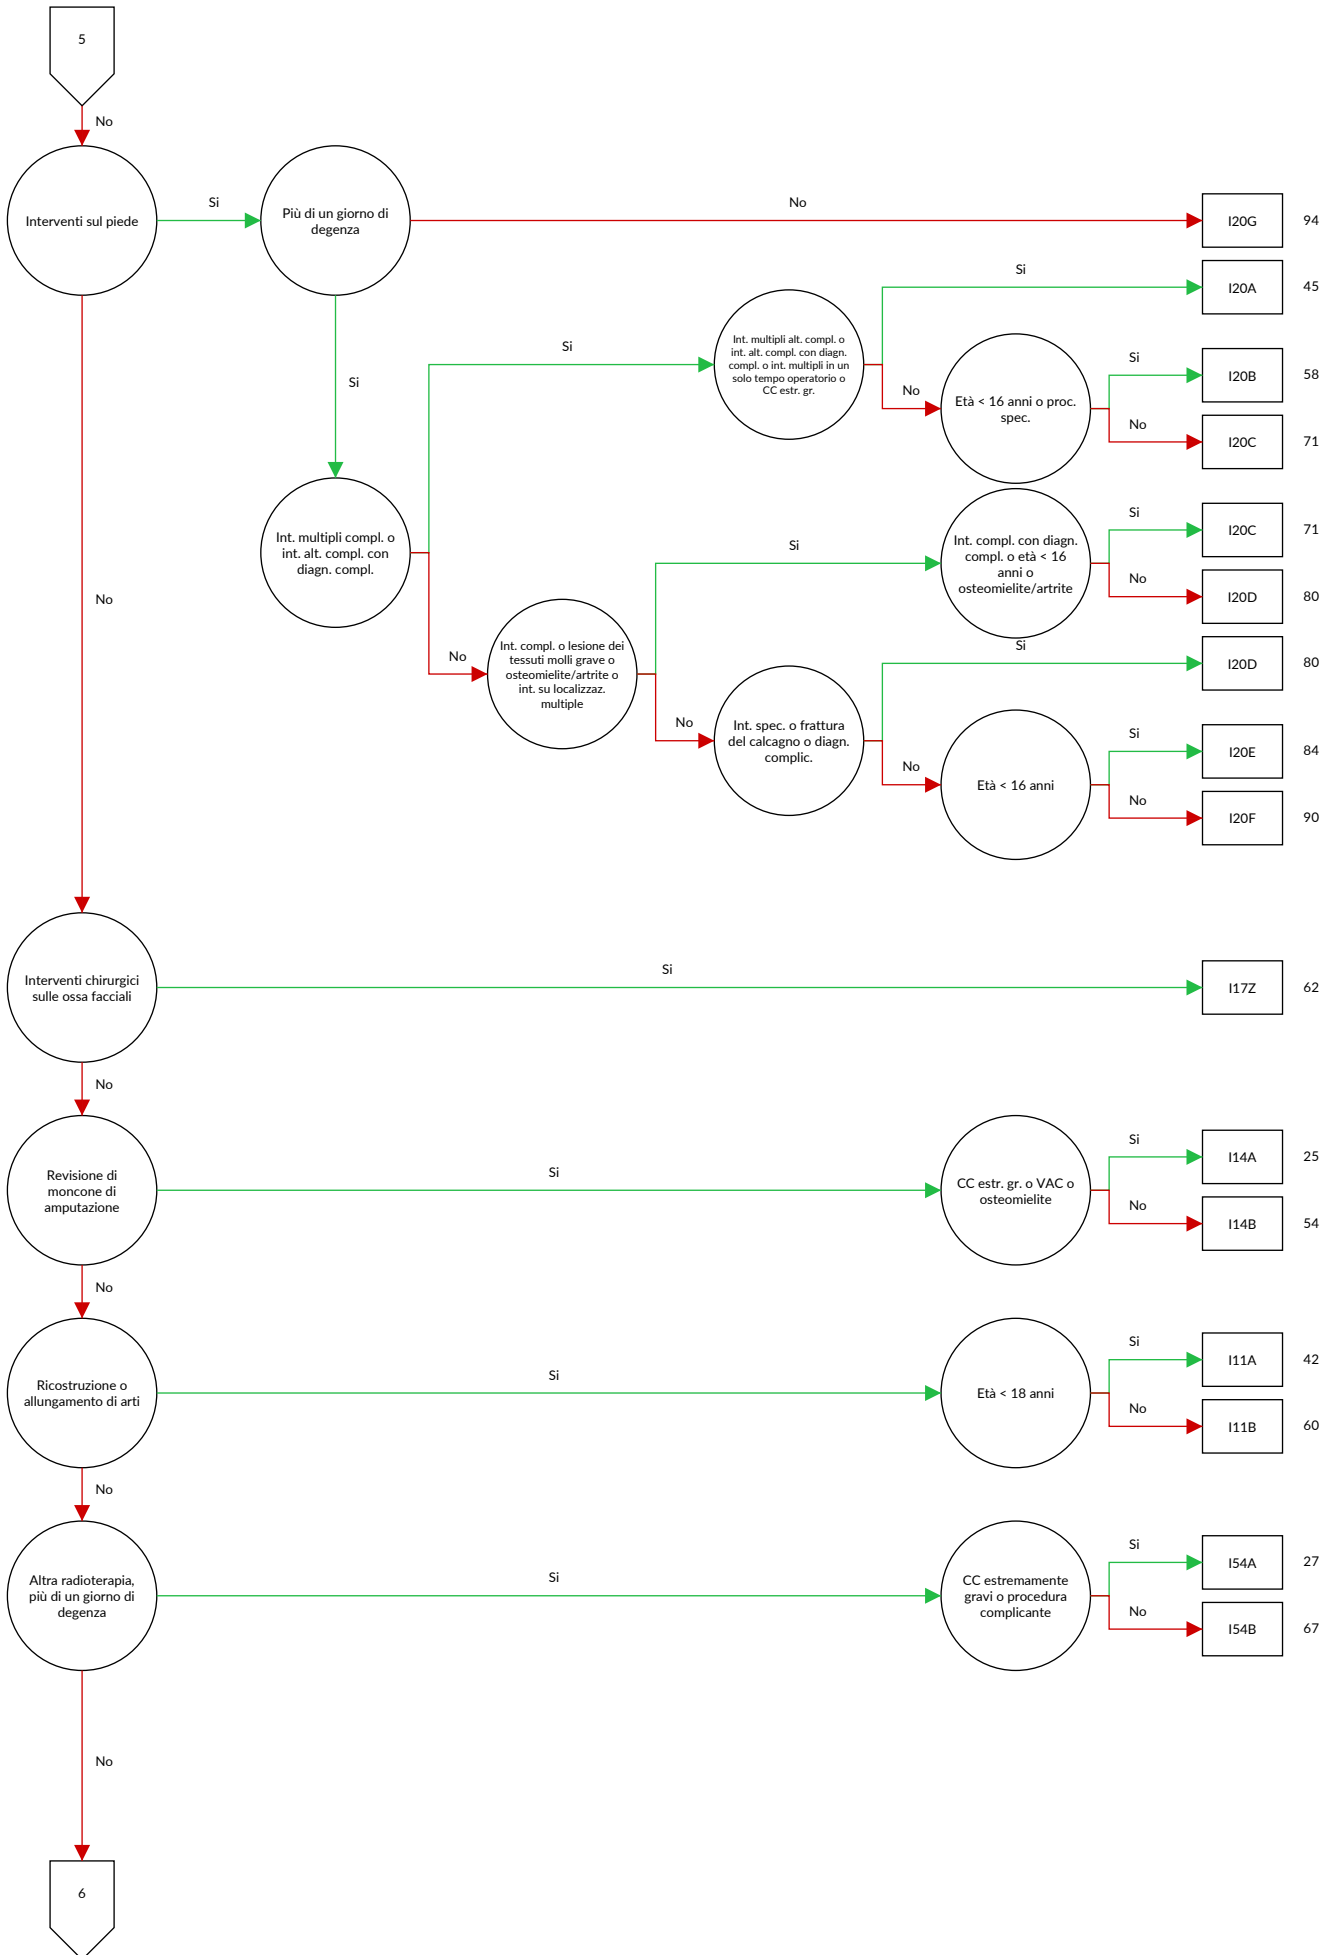 5
No
Interventi sul piede
Si
Più di un giorno di
degenza
No
I20G
94
Si
I20A
45
Si
Int. multipli alt. compl. o
int. alt. compl. con diagn.
compl. o int. multipli in un
solo tempo operatorio o
CC estr. gr.
Si
No
Età < 16 anni o proc.
spec.
Si
I20B
58
No
I20C
71
Int. multipli compl. o
int. alt. compl. con
diagn. compl.
Si
Int. compl. con diagn.
compl. o età < 16
anni o
osteomielite/artrite
Si
I20C
71
No
I20D
80
No
No
Int. compl. o lesione dei
tessuti molli grave o
osteomielite/artrite o
int. su localizzaz.
multiple
Si
I20D
80
No
Int. spec. o frattura
del calcagno o diagn.
complic.
No
Età < 16 anni
Si
I20E
84
No
I20F
90
Interventi chirurgici
sulle ossa facciali
Si
I17Z
62
No
Revisione di
moncone di
amputazione
Si
CC estr. gr. o VAC o
osteomielite
Si
I14A
25
No
I14B
54
No
Ricostruzione o
allungamento di arti
Si
Età < 18 anni
Si
I11A
42
No
I11B
60
No
Altra radioterapia,
più di un giorno di
degenza
Si
CC estremamente
gravi o procedura
complicante
Si
I54A
27
No
I54B
67
No
6